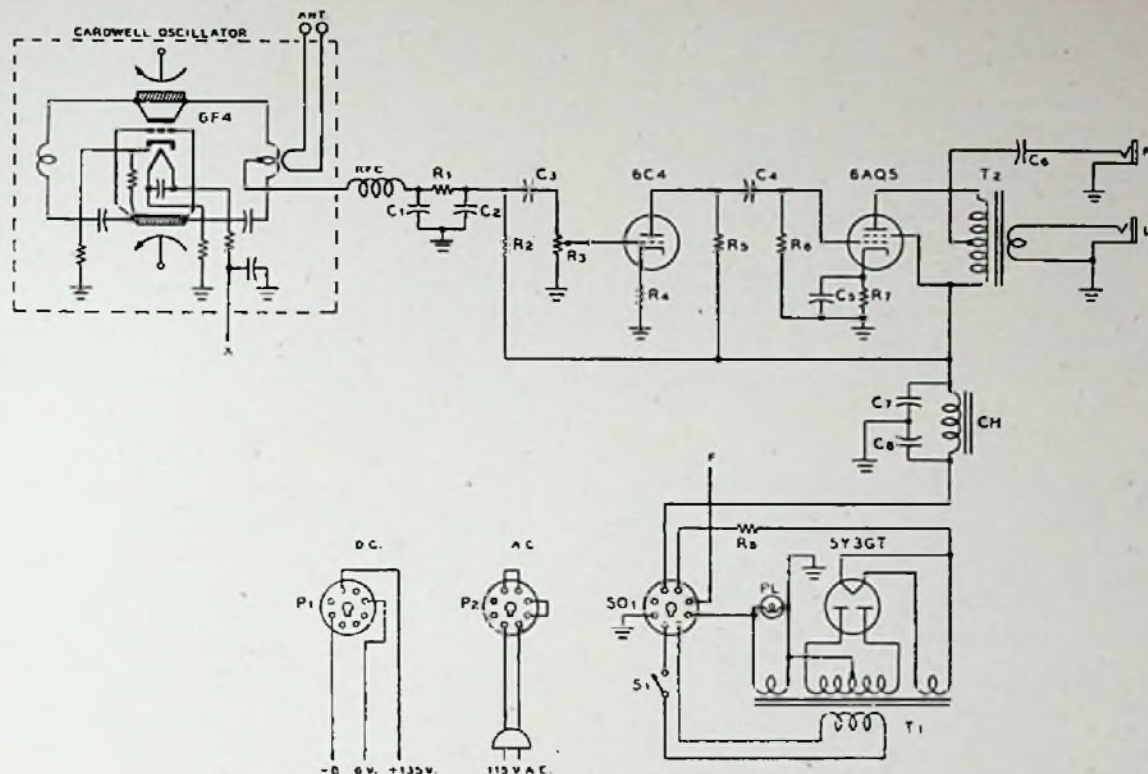 ANT.
CARDWELL OSCILLATOR
6F4
X
RFC
R1
C1
C2
R2
C3
R3
6C4
R4
C4
R5
R6
6AQ5
C5
R7
T2
C6
C7
C8
CH
F
D C.
A C
P1
P2
SO1
S1
R8
PL
5Y3GT
T1
-B 6V. +135V.
115 V A.C.